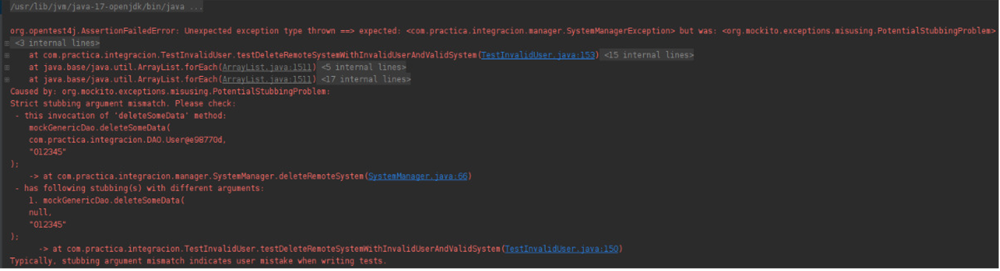 /usr/lib/jvm/java-17-openjdk/bin/java ...
org.opentest4j.AssertionFailedError: Unexpected exception type thrown ==> expected: <com.practica.integracion.manager.SystemManagerException> but was: <org.mockito.exceptions.misusing.PotentialStubbingProblem>
<3 internal lines>
at com.practica.integracion.TestInvalidUser.testDeleteRemoteSystemWithInvalidUserAndValidSystem(TestInvalidUser.java:153) <15 internal lines>
at java.base/java.util.ArrayList.forEach(ArrayList.java:1511) <5 internal lines>
at java.base/java.util.ArrayList.forEach(ArrayList.java:1511) <17 internal lines>
Caused by: org.mockito.exceptions.misusing.PotentialStubbingProblem:
Strict stubbing argument mismatch. Please check:
- this invocation of 'deleteSomeData' method:
mockGenericDao.deleteSomeData(
com.practica.integracion.DAO.User@e98770d,
"012345"
);
-> at com.practica.integracion.manager.SystemManager.deleteRemoteSystem(SystemManager.java:66)
- has following stubbing(s) with different arguments:
1. mockGenericDao.deleteSomeData(
null,
"012345"
);
-> at com.practica.integracion.TestInvalidUser.testDeleteRemoteSystemWithInvalidUserAndValidSystem(TestInvalidUser.java:150)
Typically, stubbing argument mismatch indicates user mistake when writing tests.